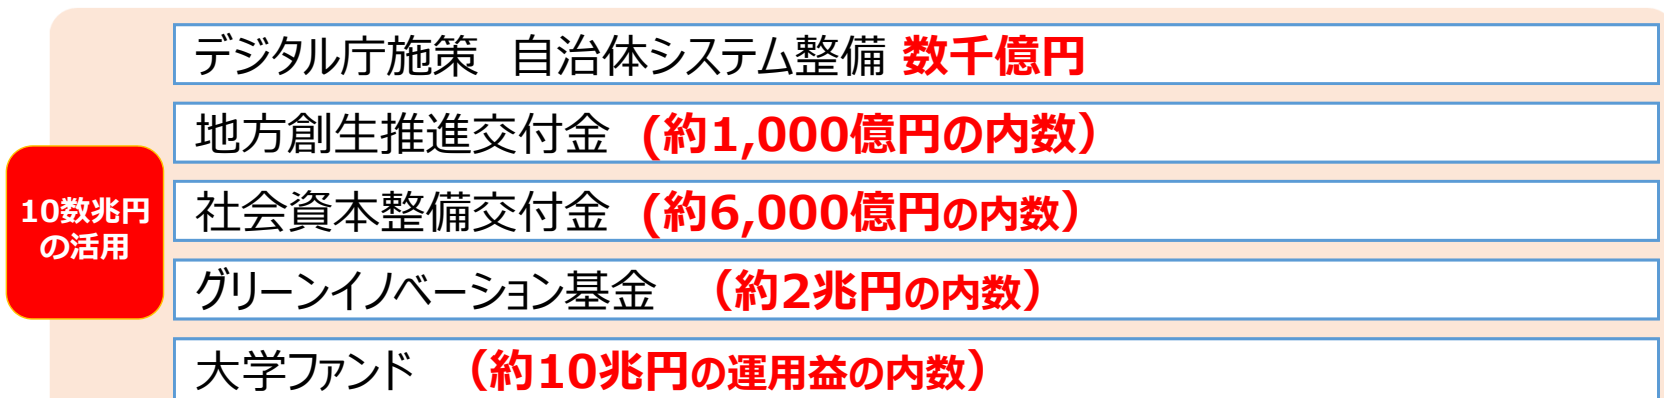 デジタル庁施策　自治体システム整備 数千億円
地方創生推進交付金 (約1,000億円の内数）
10数兆円
の活用
社会資本整備交付金 (約6,000億円の内数）
グリーンイノベーション基金 （約2兆円の内数）
大学ファンド （約10兆円の運用益の内数）